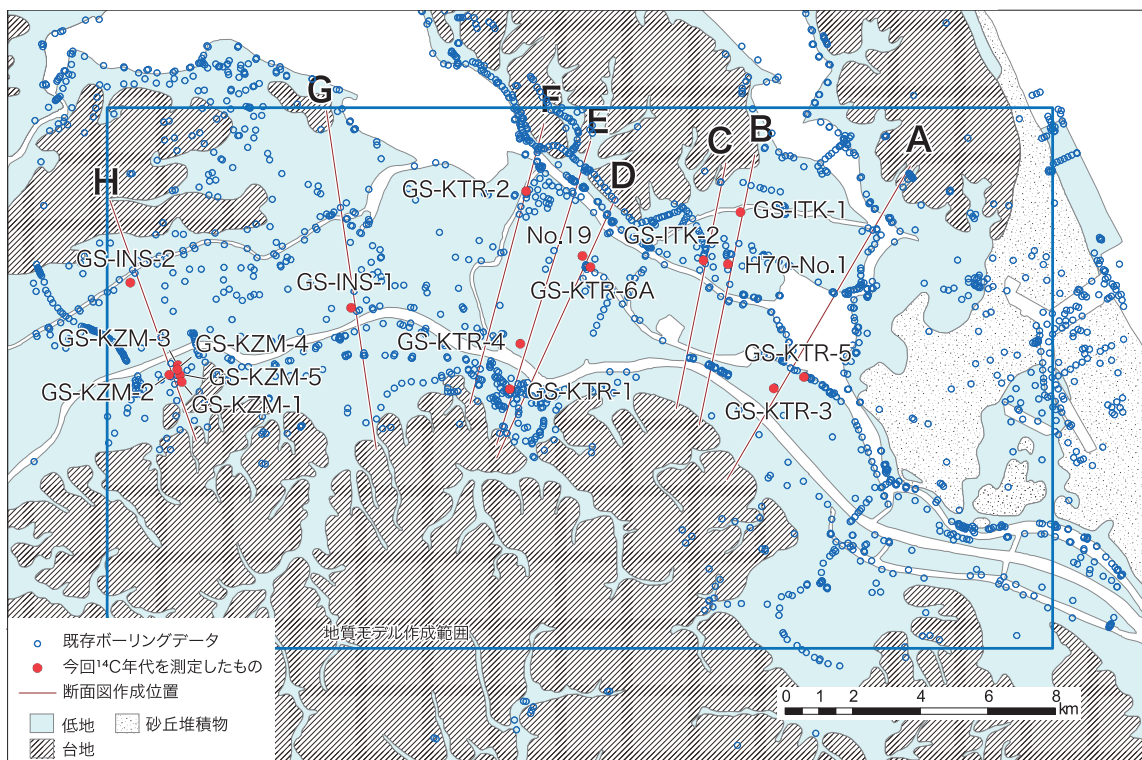 G
F
E
B
C
A
D
H
GS-KTR-2
GS-ITK-1
No.19
GS-ITK-2
GS-INS-2
H70-No.1
GS-INS-1
GS-KTR-6A
GS-KZM-3
GS-KZM-4
GS-KTR-4
GS-KTR-5
GS-KZM-2
GS-KZM-5
GS-KZM-1
GS-KTR-1
GS-KTR-3
地質モデル作成範囲
既存ボーリングデータ
今回¹⁴C年代を測定したもの
断面図作成位置
低地 砂丘堆積物
台地
0 1 2 4 6 8
km